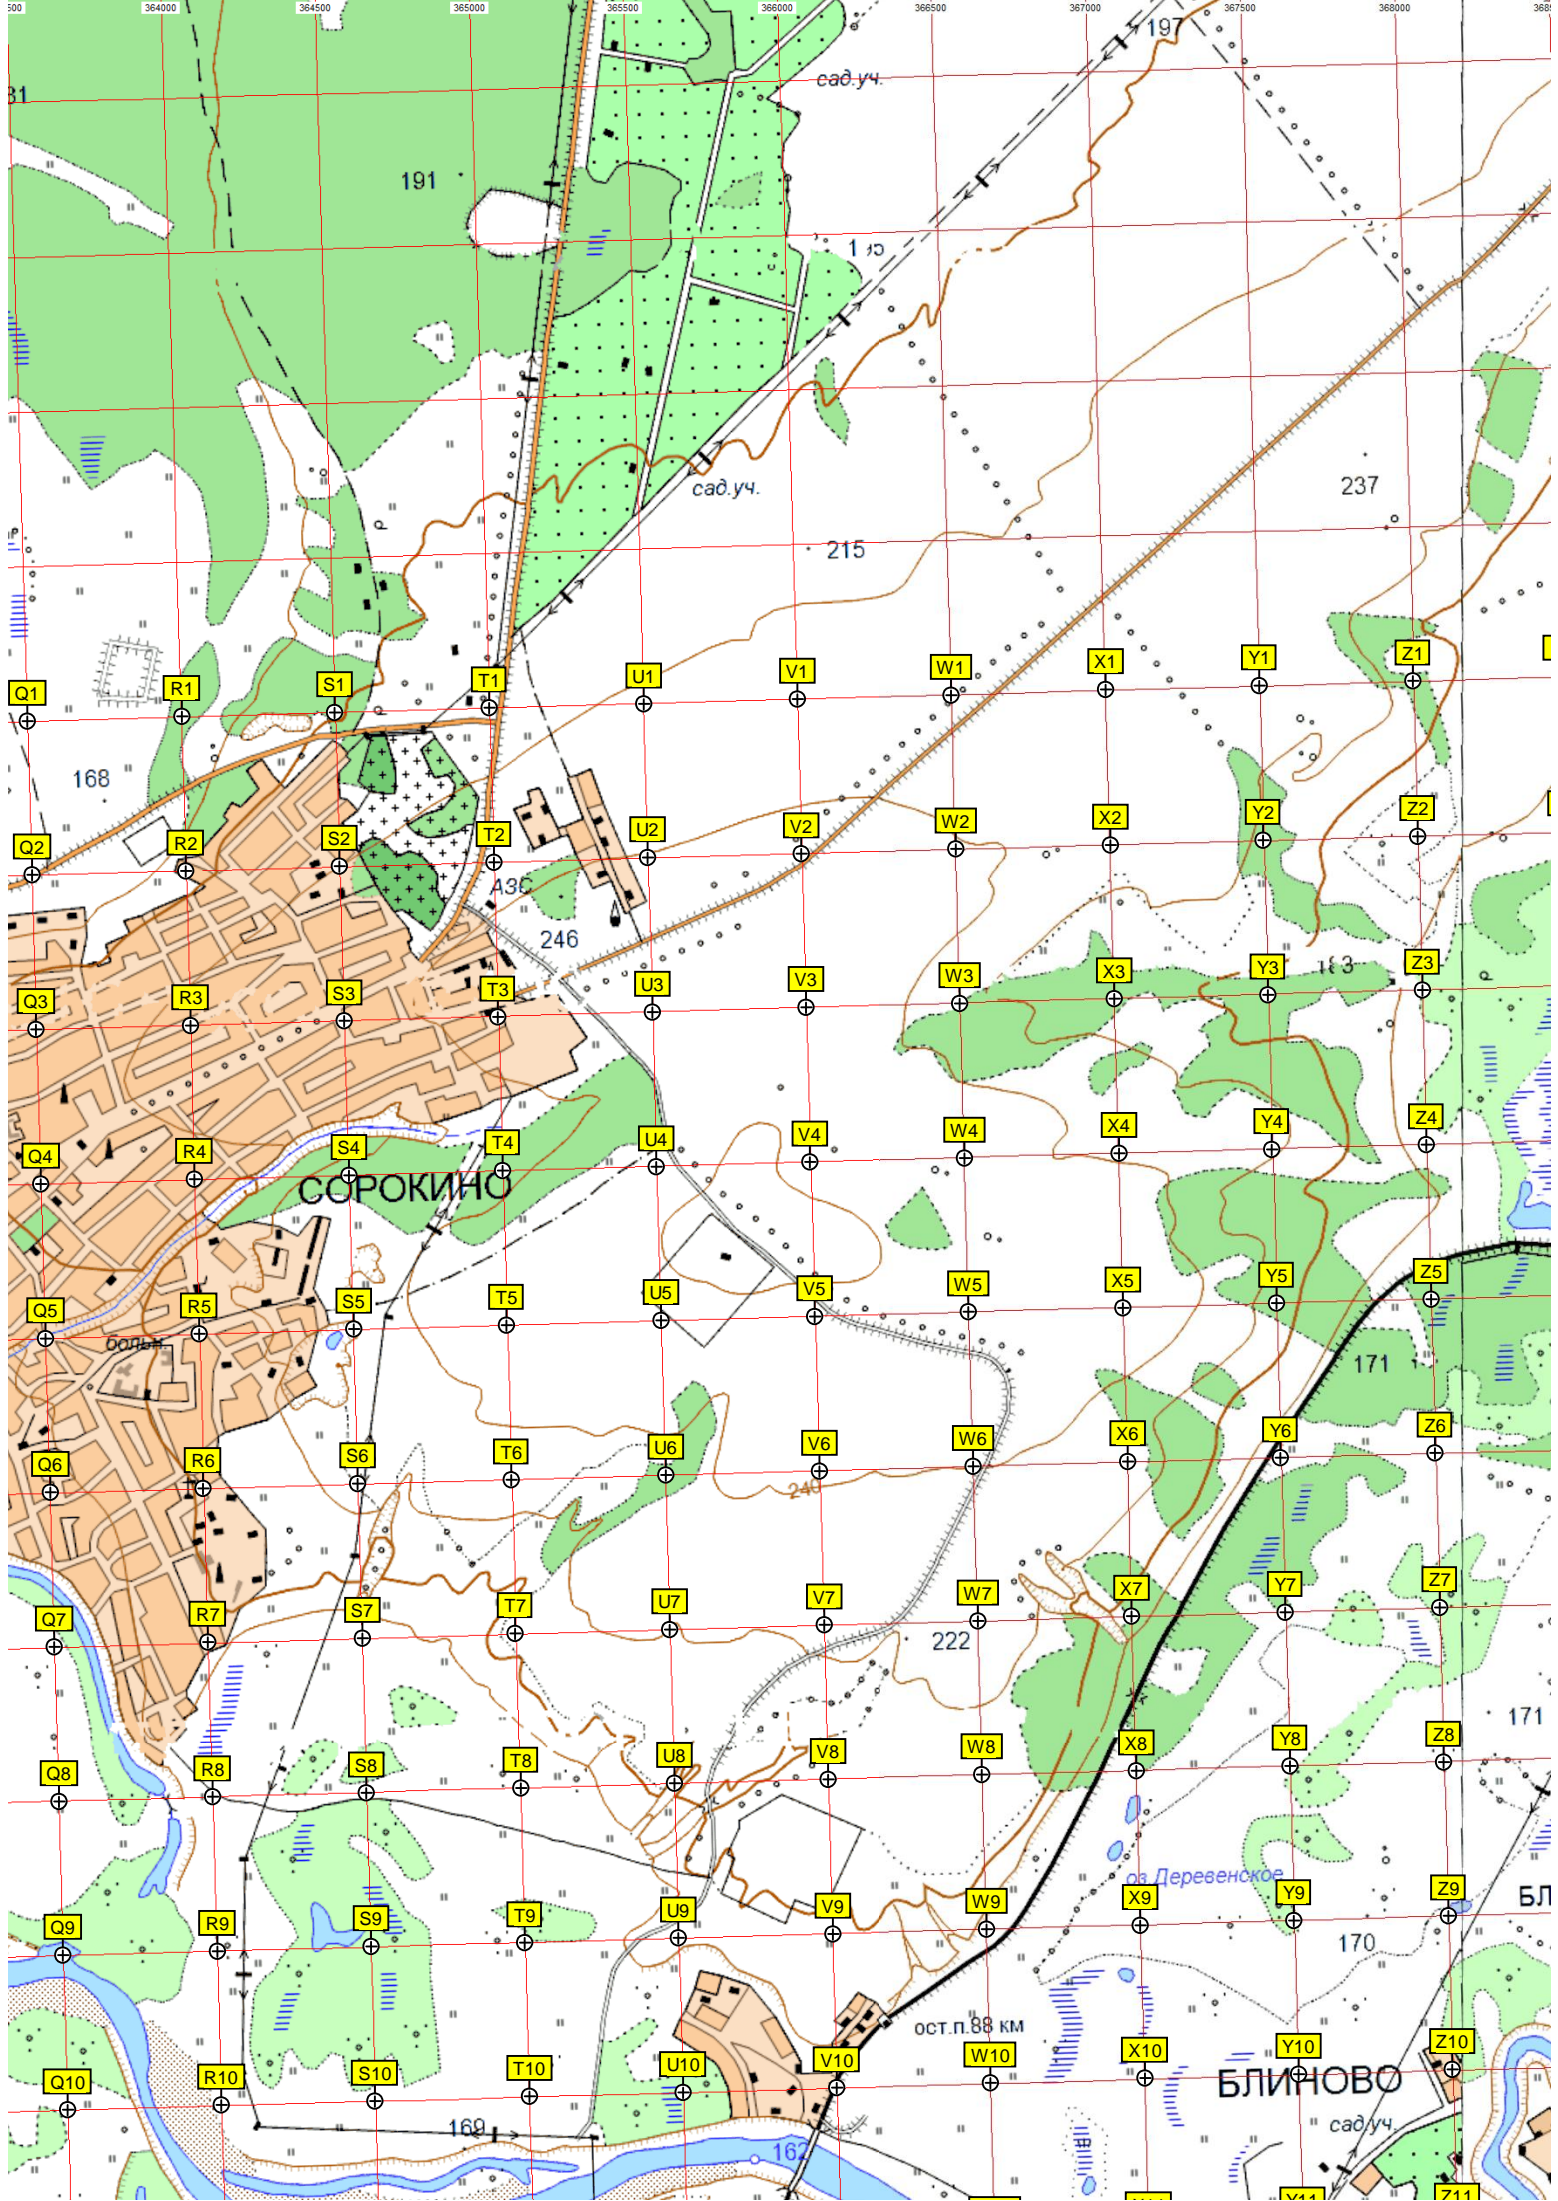 364000 364500 365000 365500 366000 366500 367000 367500 368000
197
сад.уч.
191
237
сад.уч.
215
Q1 R1 S1 T1 U1 V1 W1 X1 Y1 Z1
168
Q2 R2 S2 T2 U2 V2 W2 X2 Y2 Z2
АЗС
246
Q3 R3 S3 T3 U3 V3 W3 X3 Y3 Z3
Q4 R4 S4 T4 U4 V4 W4 X4 Y4 Z4
СОРОКИНО
Q5 R5 S5 T5 U5 V5 W5 X5 Y5 Z5
больн.
171
Q6 R6 S6 T6 U6 V6 W6 X6 Y6 Z6
240
Q7 R7 S7 T7 U7 V7 W7 X7 Y7 Z7
222
171
Q8 R8 S8 T8 U8 V8 W8 X8 Y8 Z8
оз Деревенское
БЛ
Q9 R9 S9 T9 U9 V9 W9 X9 Y9 Z9
170
ост.п.88 км
Q10 R10 S10 T10 U10 V10 W10 X10 Y10 Z10
БЛИНОВО
сад.уч.
169
162
Y11 Z11